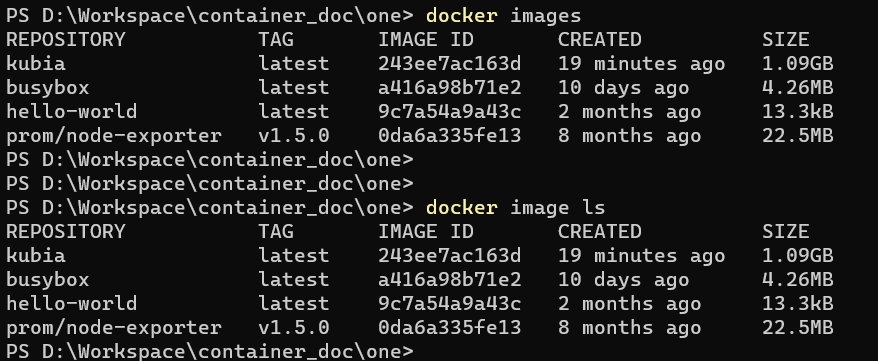 PS D:\Workspace\container_doc\one> docker images
REPOSITORY           TAG       IMAGE ID       CREATED          SIZE
kubia                latest    243ee7ac163d   19 minutes ago   1.09GB
busybox              latest    a416a98b71e2   10 days ago      4.26MB
hello-world          latest    9c7a54a9a43c   2 months ago     13.3kB
prom/node-exporter   v1.5.0    0da6a335fe13   8 months ago     22.5MB
PS D:\Workspace\container_doc\one>
PS D:\Workspace\container_doc\one>
PS D:\Workspace\container_doc\one> docker image ls
REPOSITORY           TAG       IMAGE ID       CREATED          SIZE
kubia                latest    243ee7ac163d   19 minutes ago   1.09GB
busybox              latest    a416a98b71e2   10 days ago      4.26MB
hello-world          latest    9c7a54a9a43c   2 months ago     13.3kB
prom/node-exporter   v1.5.0    0da6a335fe13   8 months ago     22.5MB
PS D:\Workspace\container_doc\one>